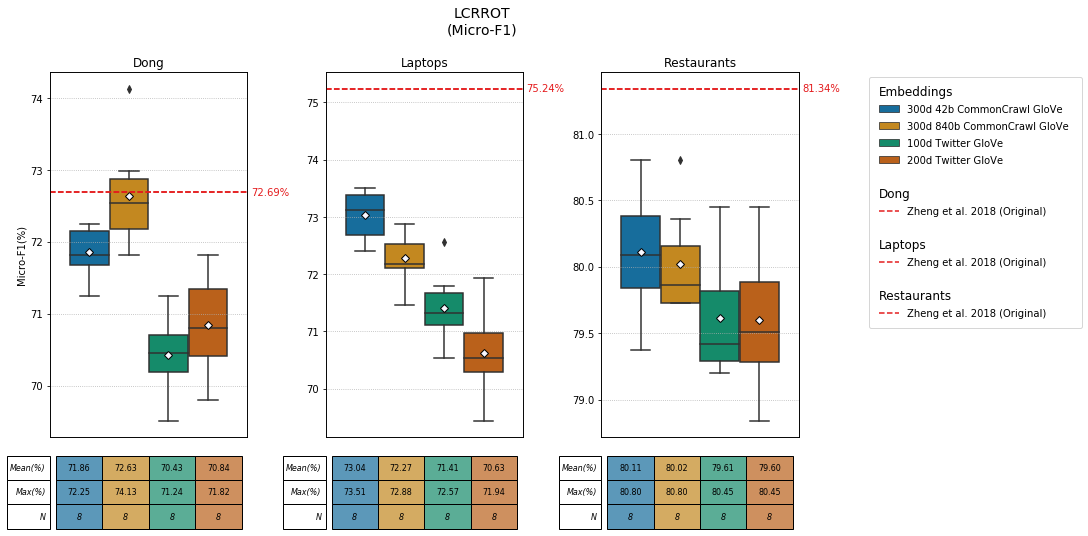 LCRROT
(Micro-F1)
Dong
Laptops
Restaurants
Micro-F1(%)
74
73
72
71
70
72.69%
75
74
73
72
71
70
75.24%
81.0
80.5
80.0
79.5
79.0
81.34%
Embeddings
300d 42b CommonCrawl GloVe
300d 840b CommonCrawl GloVe
100d Twitter GloVe
200d Twitter GloVe
Dong
Zheng et al. 2018 (Original)
Laptops
Zheng et al. 2018 (Original)
Restaurants
Zheng et al. 2018 (Original)
Mean(%) 71.86 72.63 70.43 70.84
Max(%) 72.25 74.13 71.24 71.82
N 8 8 8 8
Mean(%) 73.04 72.27 71.41 70.63
Max(%) 73.51 72.88 72.57 71.94
N 8 8 8 8
Mean(%) 80.11 80.02 79.61 79.60
Max(%) 80.80 80.80 80.45 80.45
N 8 8 8 8